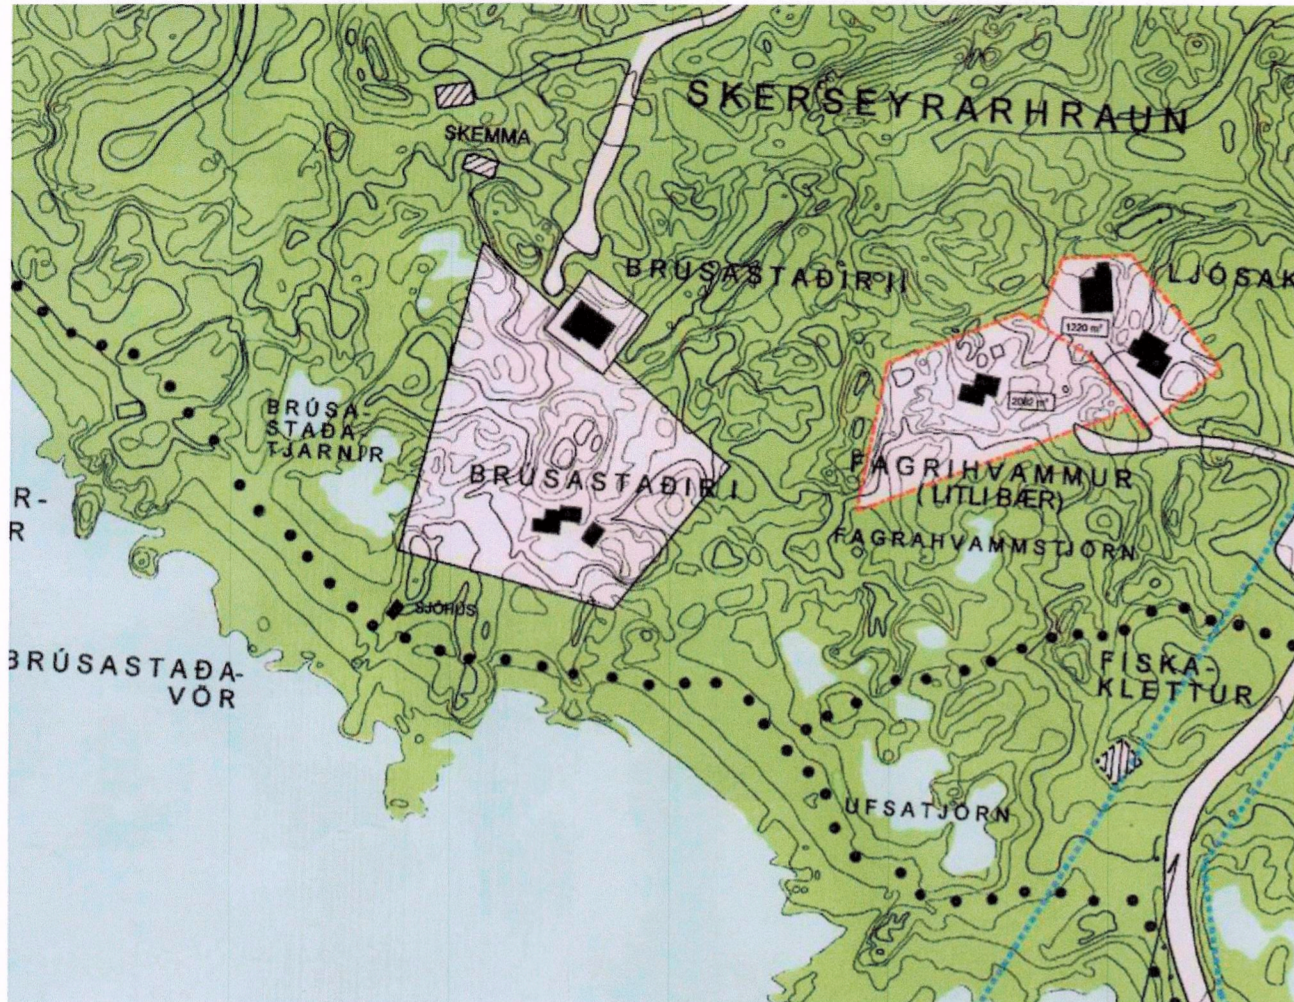 SKERSEYRARHRAUN
SKEMMA
BRÚSASTAÐIR II
LJÓSAK
1220 m²
2082 m²
BRÚSA-
STAÐA
TJARNIR
BRÚSASTAÐIR I
FAGRIHVAMMUR
(LITLI BÆR)
FAGRAHVAMMSTJÖRN
R-
R
SJÓHÚS
BRÚSASTAÐA-
VÖR
FISKA-
KLETTUR
UFSATJÖRN